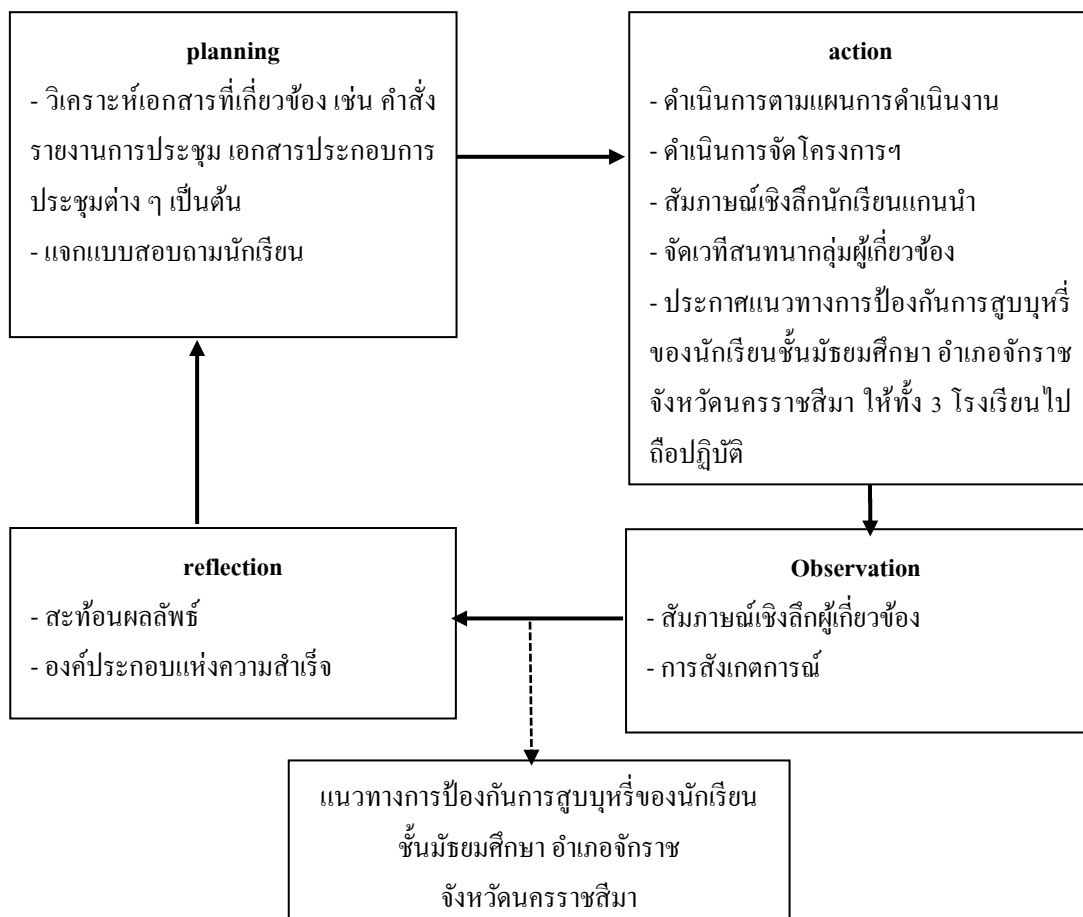 planning
- วิเคราะห์เอกสารที่เกี่ยวข้อง เช่น คำสั่ง
รายงานการประชุม เอกสารประกอบการ
ประชุมต่าง ๆ เป็นต้น
- แจกแบบสอบถามนักเรียน
action
- ดำเนินการตามแผนการดำเนินงาน
- ดำเนินการจัดโครงการฯ
- สัมภาษณ์เชิงลึกนักเรียนแกนนำ
- จัดเวทีสนทนากลุ่มผู้เกี่ยวข้อง
- ประกาศแนวทางการป้องกันการสูบบุหรี่
ของนักเรียนชั้นมัธยมศึกษา อำเภอจักราช
จังหวัดนครราชสีมา ให้ทั้ง 3 โรงเรียนไป
ถือปฏิบัติ
reflection
- สะท้อนผลลัพธ์
- องค์ประกอบแห่งความสำเร็จ
Observation
- สัมภาษณ์เชิงลึกผู้เกี่ยวข้อง
- การสังเกตการณ์
แนวทางการป้องกันการสูบบุหรี่ของนักเรียน
ชั้นมัธยมศึกษา อำเภอจักราช
จังหวัดนครราชสีมา